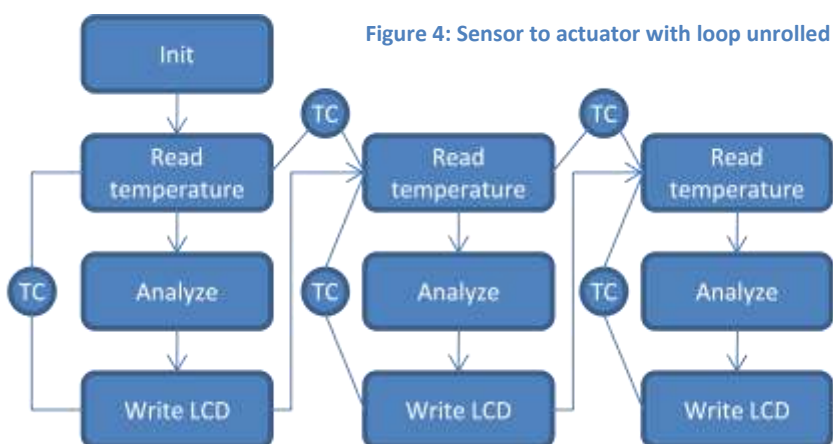 Figure 4: Sensor to actuator with loop unrolled
Init
TC
TC
Read
temperature
Read
temperature
Read
temperature
TC
Analyze
TC
Analyze
TC
Analyze
Write LCD
Write LCD
Write LCD